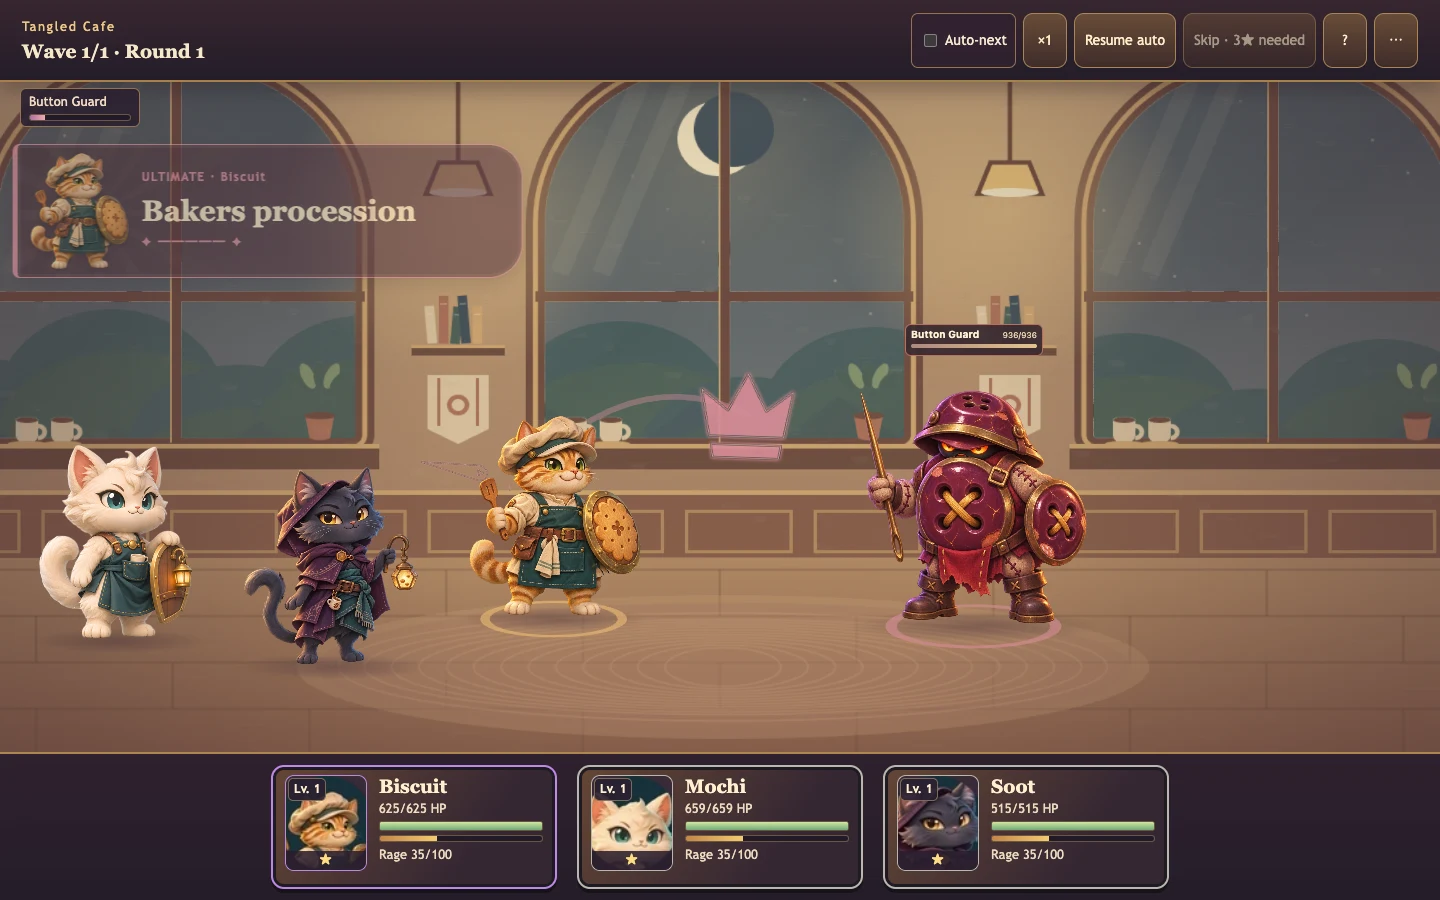 Tangled Cafe
Wave 1/1 · Round 1
Auto-next
×1
Resume auto
Skip · 3★ needed
?
...
Button Guard
ULTIMATE · Biscuit
Bakers procession
Button Guard 936/936
Lv. 1
Biscuit
625/625 HP
Rage 35/100
Lv. 1
Mochi
659/659 HP
Rage 35/100
Lv. 1
Soot
515/515 HP
Rage 35/100